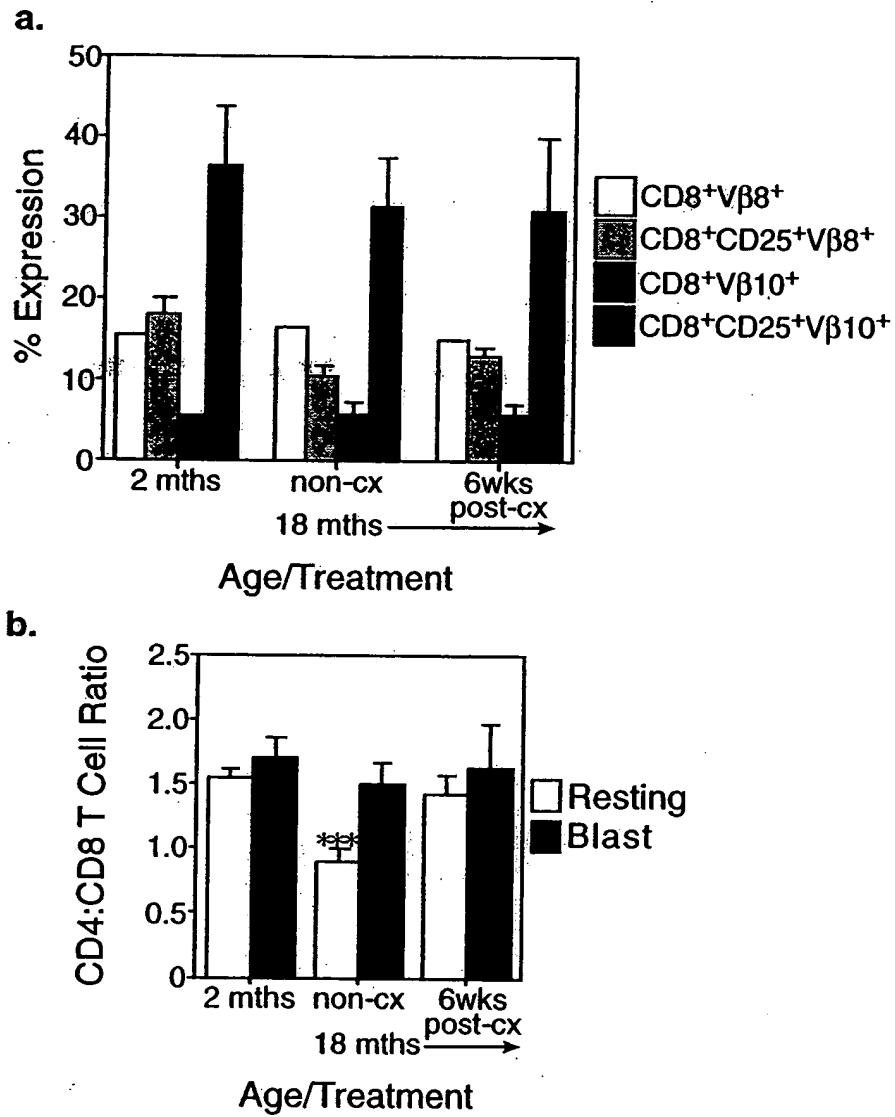 a.
50
40
30
20
10
0
% Expression
2 mths
non-cx
6wks
post-cx
18 mths
Age/Treatment
CD8+Vβ8+
CD8+CD25+Vβ8+
CD8+Vβ10+
CD8+CD25+Vβ10+
b.
2.5
2.0
1.5
1.0
0.5
0
CD4:CD8 T Cell Ratio
***
2 mths
non-cx
6wks
post-cx
18 mths
Age/Treatment
Resting
Blast